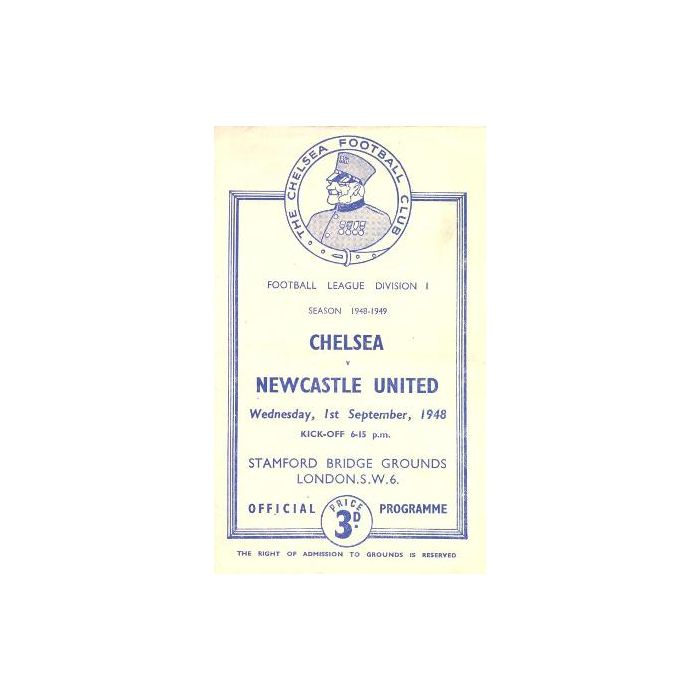 THE CHELSEA FOOTBALL CLUB
FOOTBALL LEAGUE DIVISION I
SEASON 1948-1949
CHELSEA
v
NEWCASTLE UNITED
Wednesday, 1st September, 1948
KICK-OFF 6-15 p.m.
STAMFORD BRIDGE GROUNDS
LONDON.S.W.6.
OFFICIAL PROGRAMME
PRICE
3D.
THE RIGHT OF ADMISSION TO GROUNDS IS RESERVED